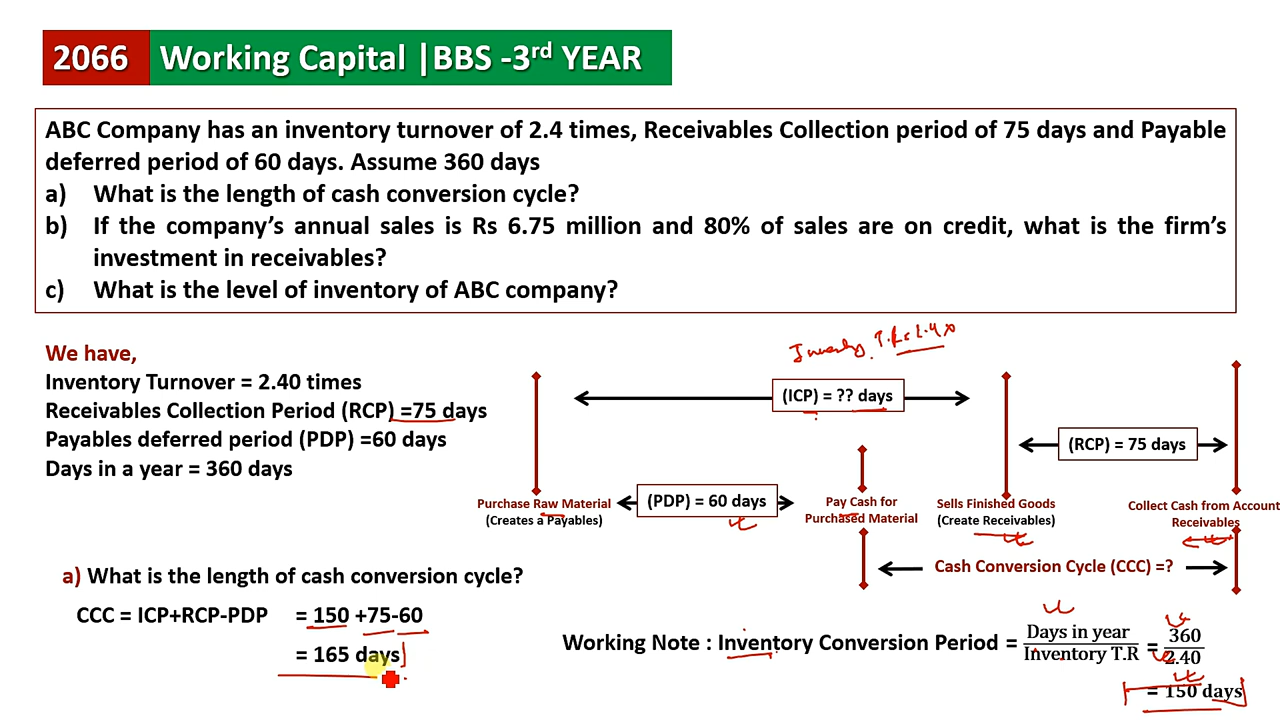 2066 Working Capital |BBS -3rd YEAR
ABC Company has an inventory turnover of 2.4 times, Receivables Collection period of 75 days and Payable
deferred period of 60 days. Assume 360 days
a) What is the length of cash conversion cycle?
b) If the company's annual sales is Rs 6.75 million and 80% of sales are on credit, what is the firm's
investment in receivables?
c) What is the level of inventory of ABC company?
We have,
Inventory Turnover = 2.40 times
Receivables Collection Period (RCP) =75 days
Payables deferred period (PDP) =60 days
Days in a year = 360 days
Inventory T.R
(ICP) = ?? days
(RCP) = 75 days
Purchase Raw Material
(Creates a Payables)
(PDP) = 60 days
Pay Cash for
Purchased Material
Sells Finished Goods
(Create Receivables)
Collect Cash from Account
Receivables
Cash Conversion Cycle (CCC) =?
a) What is the length of cash conversion cycle?
CCC = ICP+RCP-PDP = 150 +75-60
= 165 days
Working Note : Inventory Conversion Period = Days in year / Inventory T.R = 360 / 2.40
= 150 days